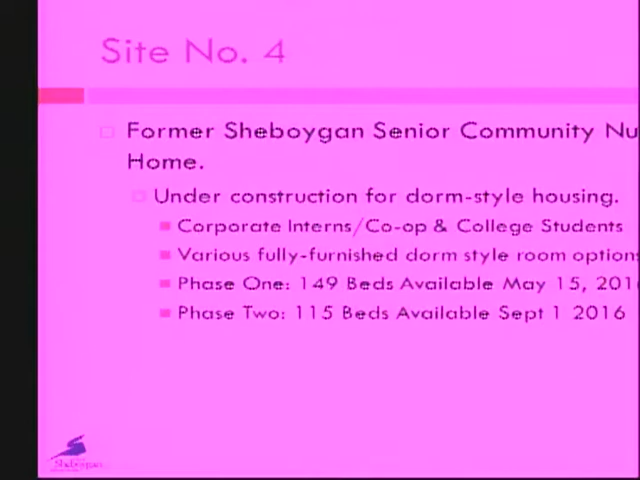 Site No. 4
Former Sheboygan Senior Community Nu
Home.
Under construction for dorm-style housing.
Corporate Interns/Co-op & College Students
Various fully-furnished dorm style room options
Phase One: 149 Beds Available May 15, 201
Phase Two: 115 Beds Available Sept 1 2016
Sheboygan